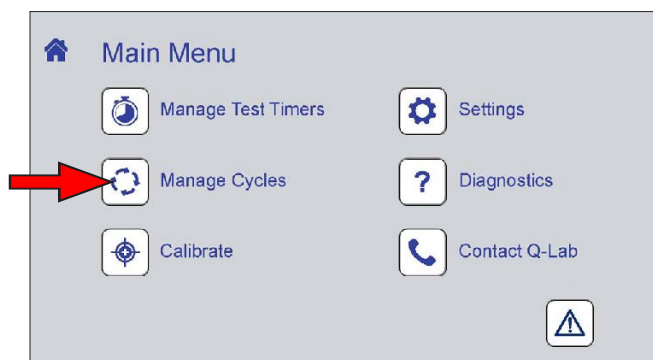 Main Menu
Manage Test Timers
Settings
Manage Cycles
?
Diagnostics
Calibrate
Contact Q-Lab